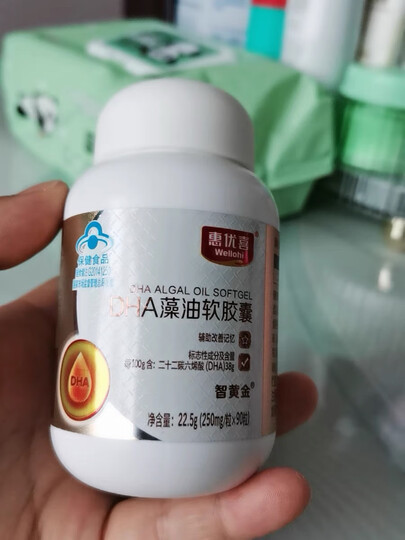 惠优喜
Wellohi
保健食品
DHA ALGAL OIL SOFTGEL
DHA藻油软胶囊
辅助改善记忆
标志性成分及含量
每100g 含: 二十二碳六烯酸 (DHA)38g
DHA
智黄金®
净含量: 22.5g (250mg/粒×90粒)